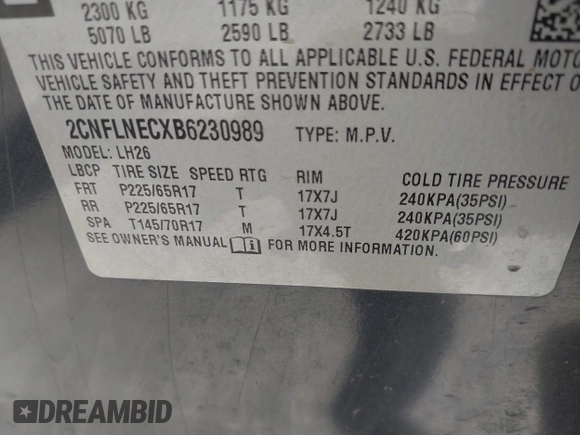 2300 KG 1175 KG 1240 KG
5070 LB 2590 LB 2733 LB
THIS VEHICLE CONFORMS TO ALL APPLICABLE U.S. FEDERAL MOTO
VEHICLE SAFETY AND THEFT PREVENTION STANDARDS IN EFFECT O
THE DATE OF MANUFACTURE SHOWN ABOVE.
2CNFLNECXB6230989 TYPE: M.P.V.
MODEL: LH26
LBCP TIRE SIZE SPEED RTG RIM COLD TIRE PRESSURE
FRT P225/65R17 T 17X7J 240KPA(35PSI)
RR P225/65R17 T 17X7J 240KPA(35PSI)
SPA T145/70R17 M 17X4.5T 420KPA(60PSI)
SEE OWNER'S MANUAL FOR MORE INFORMATION.
DREAMBID